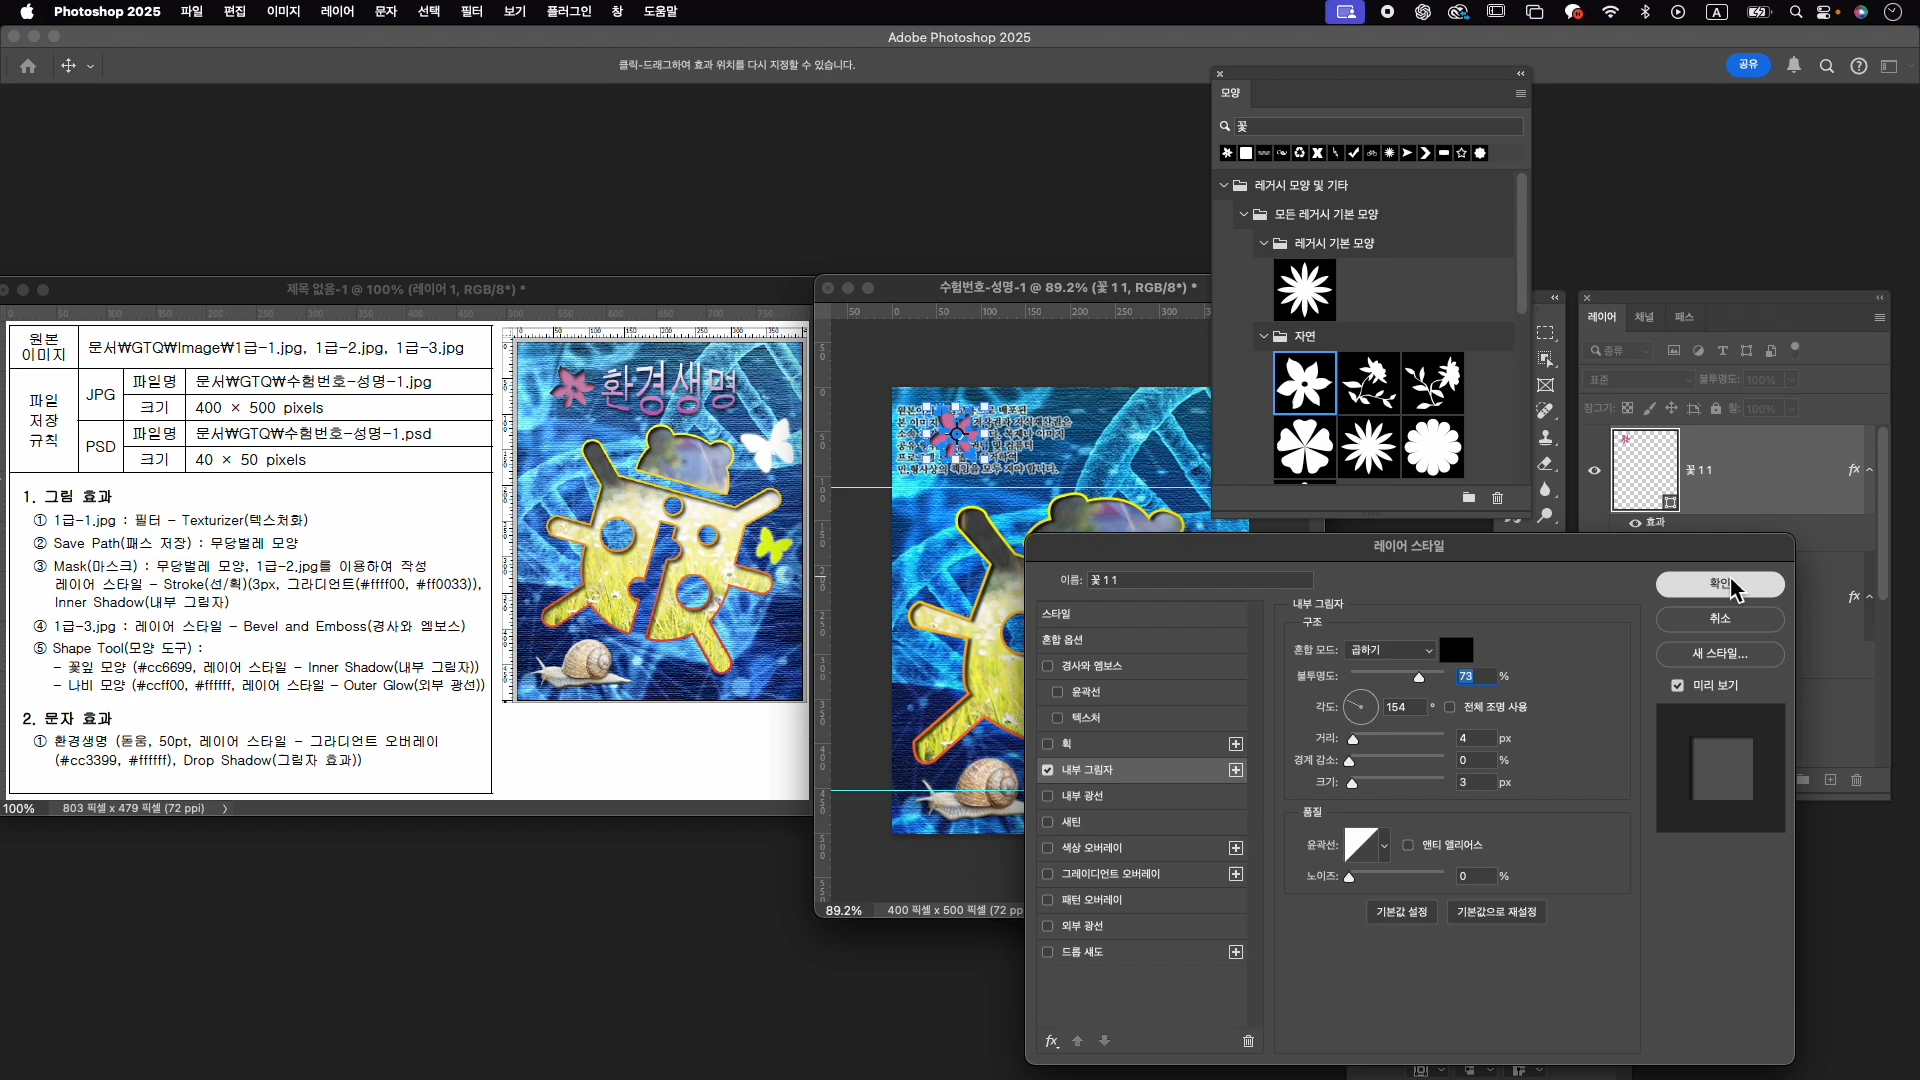 Photoshop 2025 파일 편집 이미지 레이어 문자 선택 필터 보기 플러그인 창 도움말
Adobe Photoshop 2025
클릭-드래그하여 효과 위치를 다시 지정할 수 있습니다.
공유
모양
꽃
레거시 모양 및 기타
모든 레거시 기본 모양
레거시 기본 모양
자연
제목 없음-1 @ 100% (레이어 1, RGB/8*) *
원본 이미지
문서₩GTQ₩Image₩1급-1.jpg, 1급-2.jpg, 1급-3.jpg
파일 저장 규칙
JPG
파일명 문서₩GTQ₩수험번호-성명-1.jpg
크기 400 × 500 pixels
PSD
파일명 문서₩GTQ₩수험번호-성명-1.psd
크기 40 × 50 pixels
1. 그림 효과
① 1급-1.jpg : 필터 - Texturizer(텍스처화)
② Save Path(패스 저장) : 무당벌레 모양
③ Mask(마스크) : 무당벌레 모양, 1급-2.jpg를 이용하여 작성
레이어 스타일 - Stroke(선/획)(3px, 그라디언트(#ffff00, #ff0033)),
Inner Shadow(내부 그림자)
④ 1급-3.jpg : 레이어 스타일 - Bevel and Emboss(경사와 엠보스)
⑤ Shape Tool(모양 도구) :
- 꽃잎 모양 (#cc6699, 레이어 스타일 - Inner Shadow(내부 그림자))
- 나비 모양 (#ccff00, #ffffff, 레이어 스타일 - Outer Glow(외부 광선))
2. 문자 효과
① 환경생명 (돋움, 50pt, 레이어 스타일 - 그라디언트 오버레이
(#cc3399, #ffffff), Drop Shadow(그림자 효과))
환경생명
100% 803 픽셀 x 479 픽셀 (72 ppi)
수험번호-성명-1 @ 89.2% (꽃 1 1, RGB/8*) *
89.2% 400 픽셀 x 500 픽셀 (72 pp
레이어 채널 패스
종류
표준 불투명도: 100%
잠그기: 칠: 100%
꽃 1 1
fx
효과
fx
레이어 스타일
이름: 꽃 1 1
스타일
혼합 옵션
경사와 엠보스
윤곽선
텍스처
획
내부 그림자
내부 광선
새틴
색상 오버레이
그레이디언트 오버레이
패턴 오버레이
외부 광선
드롭 섀도
fx
내부 그림자
구조
혼합 모드: 곱하기
불투명도: 73 %
각도: 154 ° 전체 조명 사용
거리: 4 px
경계 감소: 0 %
크기: 3 px
품질
윤곽선: 앤티 앨리어스
노이즈: 0 %
기본값 설정 기본값으로 재설정
확인
취소
새 스타일...
미리 보기